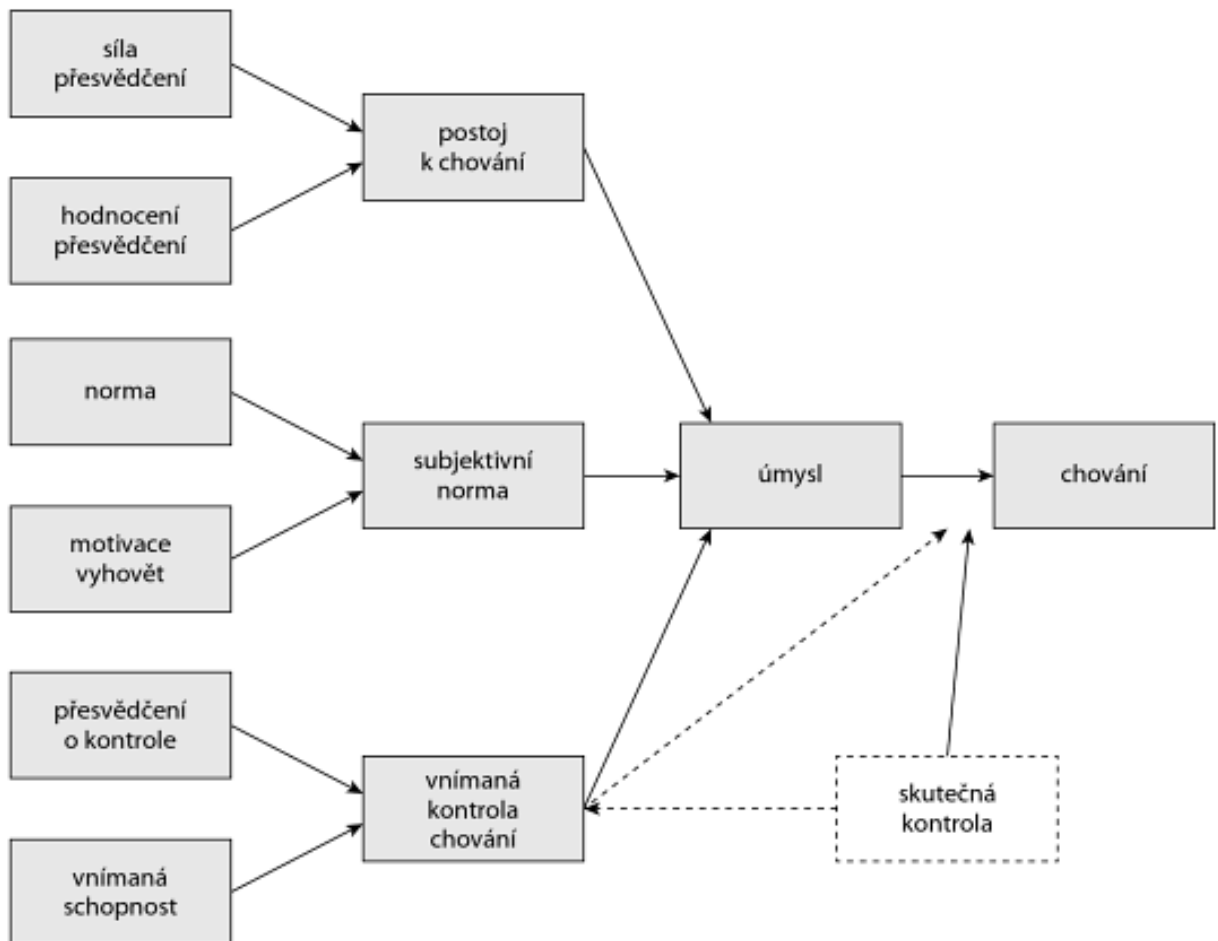 síla
přesvědčení
postoj
k chování
hodnocení
přesvědčení
norma
subjektivní
norma
úmysl
chování
motivace
vyhovět
přesvědčení
o kontrole
vnímaná
kontrola
chování
skutečná
kontrola
vnímaná
schopnost